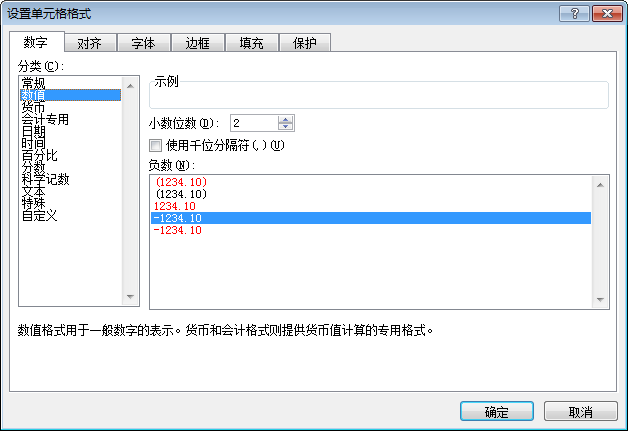 设置单元格格式
数字 对齐 字体 边框 填充 保护
分类(C):
常规
数值
货币
会计专用
日期
时间
百分比
分数
科学记数
文本
特殊
自定义
示例
小数位数(D): 2
使用千位分隔符(,)(U)
负数(N):
(1234.10)
(1234.10)
1234.10
-1234.10
-1234.10
数值格式用于一般数字的表示。货币和会计格式则提供货币值计算的专用格式。
确定 取消